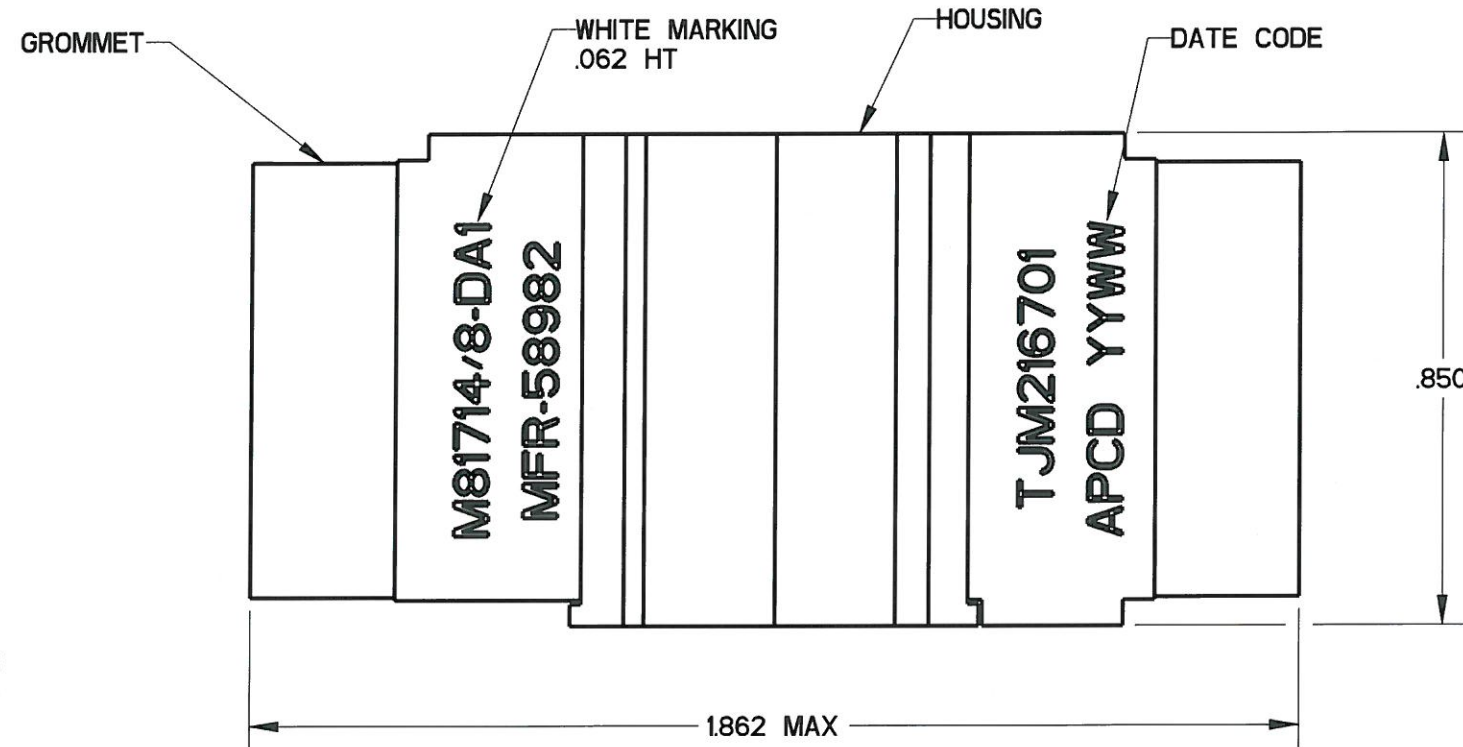 GROMMET
WHITE MARKING
.062 HT
HOUSING
DATE CODE
M81714/8-DA1
MFR-58982
TJM216701
APCD YYWW
.850
1.862 MAX